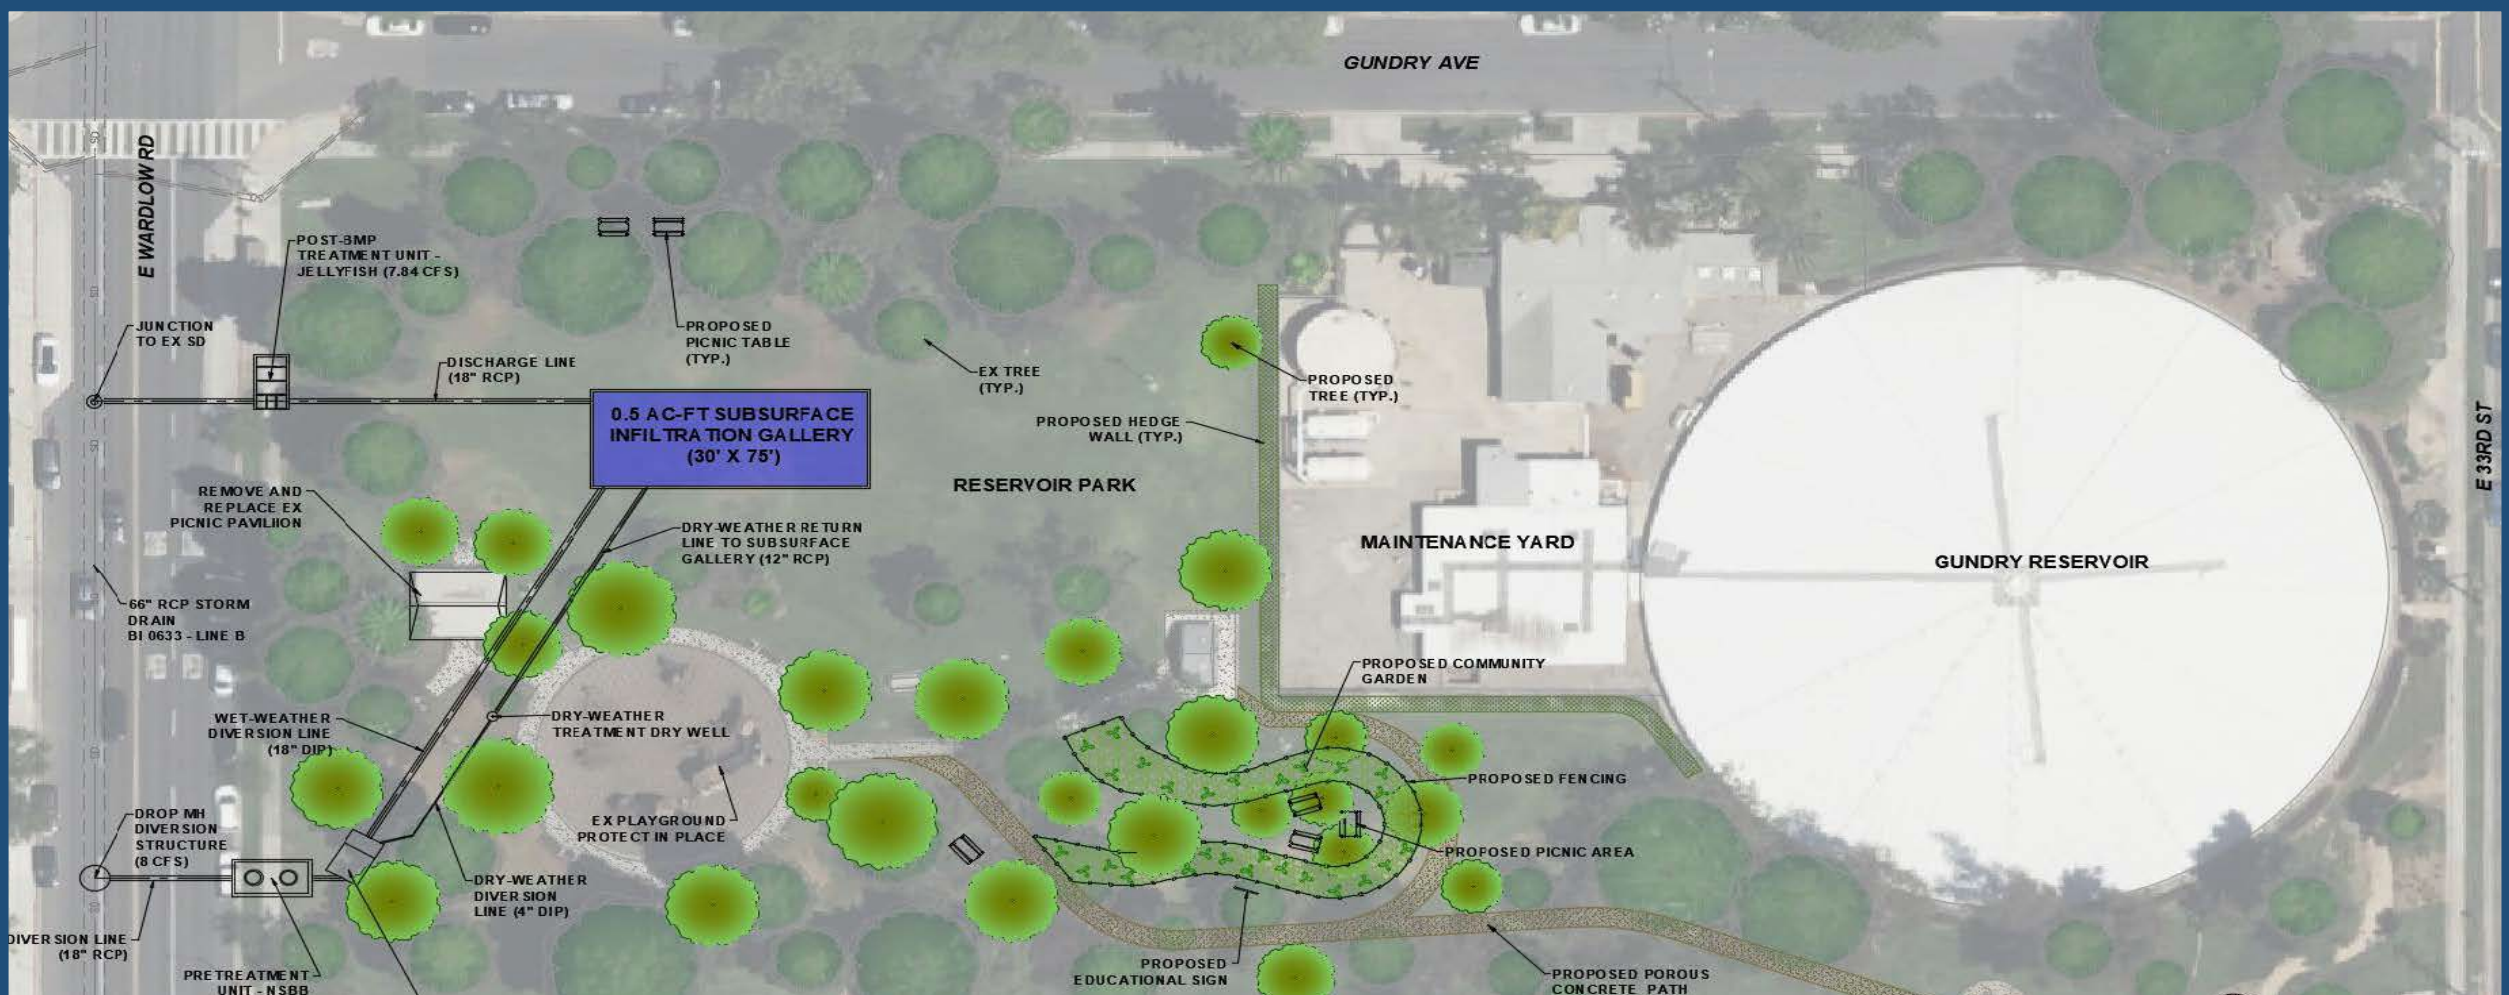 GUNDRY AVE
E WARDLOW RD
POST-BMP
TREATMENT UNIT -
JELLYFISH (7.84 CFS)
JUNCTION
TO EX SD
DISCHARGE LINE
(18" RCP)
PROPOSED
PICNIC TABLE
(TYP.)
EX TREE
(TYP.)
PROPOSED
TREE (TYP.)
0.5 AC-FT SUBSURFACE
INFILTRATION GALLERY
(30' X 75')
PROPOSED HEDGE
WALL (TYP.)
E 33RD ST
RESERVOIR PARK
REMOVE AND
REPLACE EX
PICNIC PAVILIION
DRY-WEATHER RETURN
LINE TO SUBSURFACE
GALLERY (12" RCP)
MAINTENANCE YARD
GUNDRY RESERVOIR
66" RCP STORM
DRAIN
BI 0633 - LINE B
PROPOSED COMMUNITY
GARDEN
WET-WEATHER
DIVERSION LINE
(18" DIP)
DRY-WEATHER
TREATMENT DRY WELL
PROPOSED FENCING
DROP MH
DIVERSION
STRUCTURE
(8 CFS)
EX PLAYGROUND
PROTECT IN PLACE
PROPOSED PICNIC AREA
DRY-WEATHER
DIVERSION
LINE (4" DIP)
DIVERSION LINE
(18" RCP)
PRETREATMENT
UNIT - NSBB
PROPOSED
EDUCATIONAL SIGN
PROPOSED POROUS
CONCRETE PATH